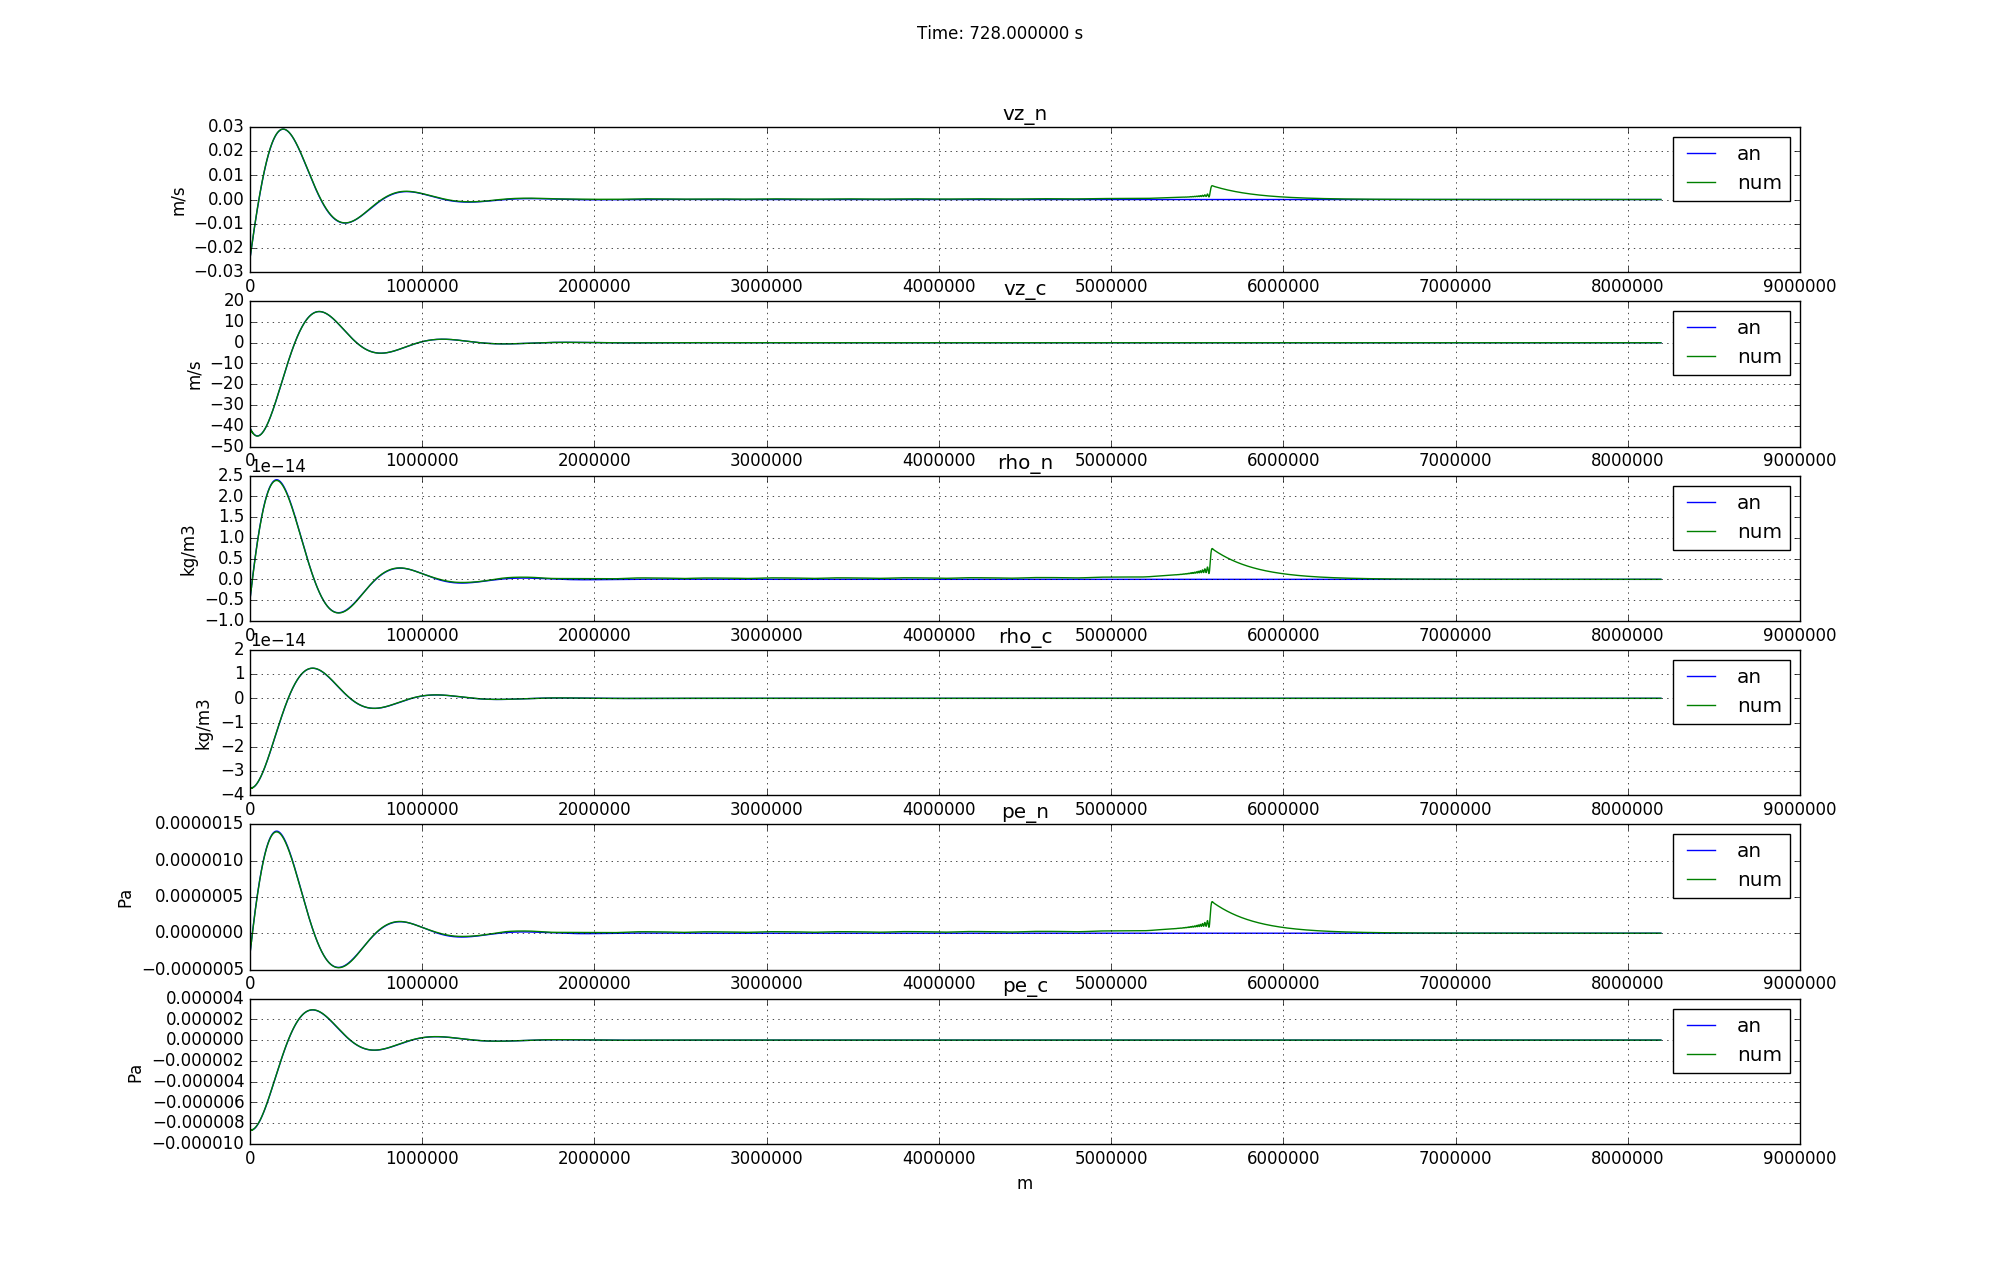 Time: 728.000000 s
vz_n
0.03
0.02
0.01
0.00
−0.01
−0.02
−0.03
m/s
an
num
0 1000000 2000000 3000000 4000000 5000000 6000000 7000000 8000000 9000000
vz_c
20
10
0
−10
−20
−30
−40
−50
m/s
an
num
0 1000000 2000000 3000000 4000000 5000000 6000000 7000000 8000000 9000000
1e−14
rho_n
2.5
2.0
1.5
1.0
0.5
0.0
−0.5
−1.0
kg/m3
an
num
0 1000000 2000000 3000000 4000000 5000000 6000000 7000000 8000000 9000000
1e−14
rho_c
2
1
0
−1
−2
−3
−4
kg/m3
an
num
0 1000000 2000000 3000000 4000000 5000000 6000000 7000000 8000000 9000000
pe_n
0.0000015
0.0000010
0.0000005
0.0000000
−0.0000005
Pa
an
num
0 1000000 2000000 3000000 4000000 5000000 6000000 7000000 8000000 9000000
pe_c
0.000004
0.000002
0.000000
−0.000002
−0.000004
−0.000006
−0.000008
−0.000010
Pa
an
num
0 1000000 2000000 3000000 4000000 5000000 6000000 7000000 8000000 9000000
m